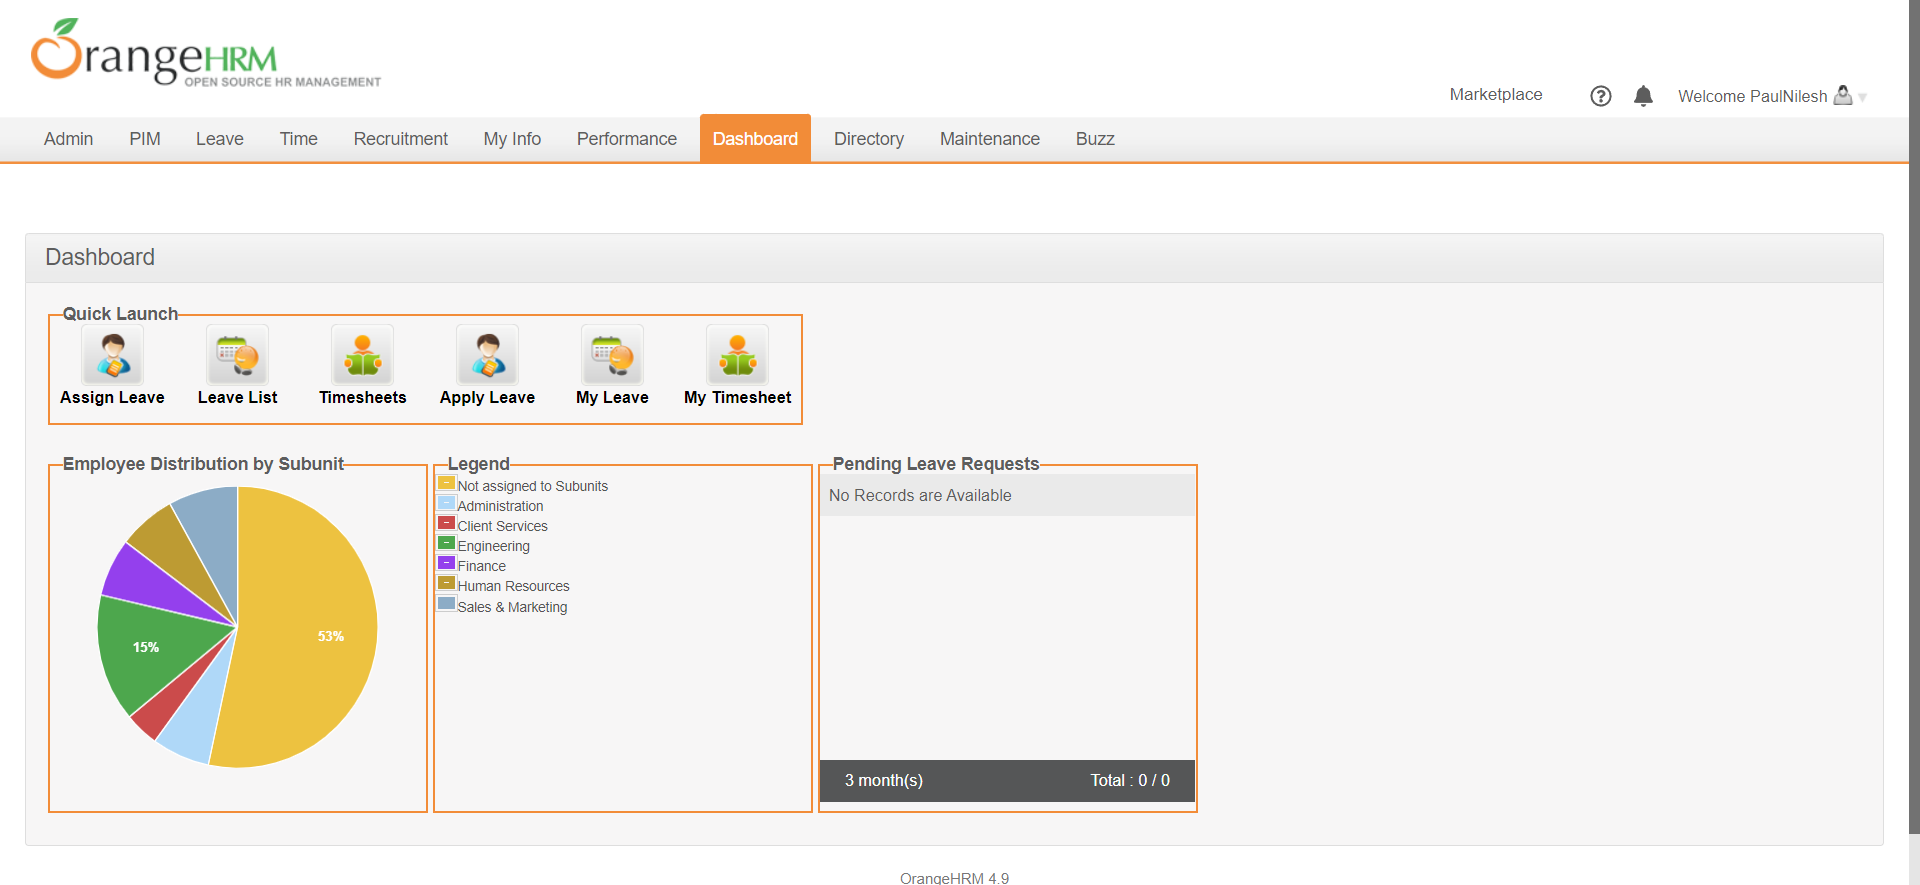 OrangeHRM
OPEN SOURCE HR MANAGEMENT
Marketplace
Welcome PaulNilesh
Admin PIM Leave Time Recruitment My Info Performance Dashboard Directory Maintenance Buzz
Dashboard
Quick Launch
Assign Leave Leave List Timesheets Apply Leave My Leave My Timesheet
Employee Distribution by Subunit
53%
15%
Legend
Not assigned to Subunits
Administration
Client Services
Engineering
Finance
Human Resources
Sales & Marketing
Pending Leave Requests
No Records are Available
3 month(s) Total : 0 / 0
OrangeHRM 4.9